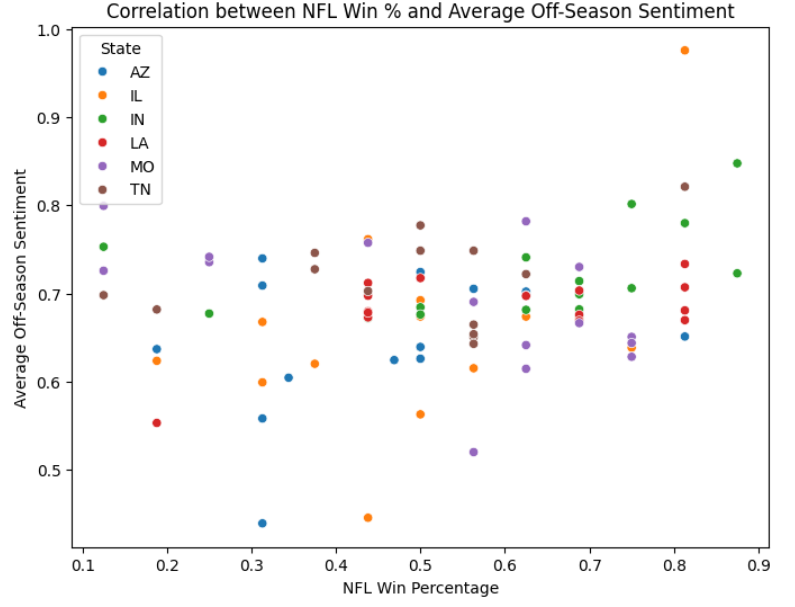 Correlation between NFL Win % and Average Off-Season Sentiment
State
AZ
IL
IN
LA
MO
TN
1.0
0.9
0.8
0.7
0.6
0.5
Average Off-Season Sentiment
0.1
0.2
0.3
0.4
0.5
0.6
0.7
0.8
0.9
NFL Win Percentage